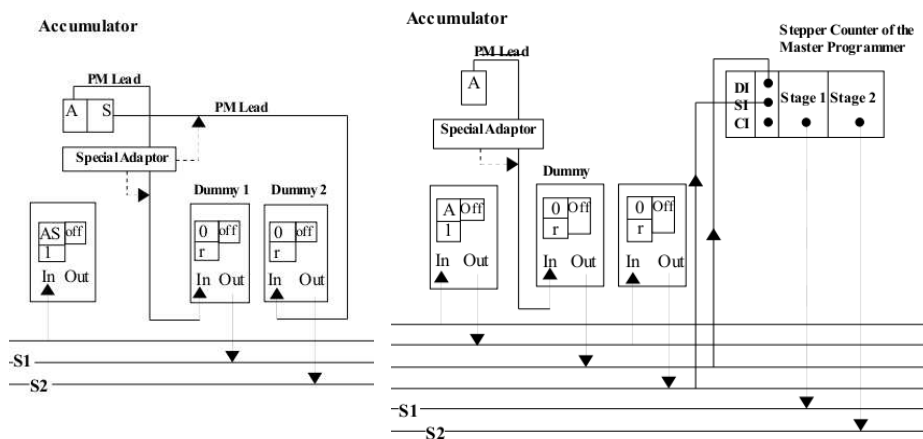 Accumulator
PM Lead
A S
PM Lead
Special Adaptor
Dummy 1 Dummy 2
AS off
1
In Out
0 off
r
In Out
0 off
r
In Out
S1
S2
Accumulator
PM Lead
A
Special Adaptor
Dummy
A Off
1
In Out
0 Off
r
In Out
0 Off
r
In Out
Stepper Counter of the
Master Programmer
DI
SI
CI
Stage 1 Stage 2
S1
S2